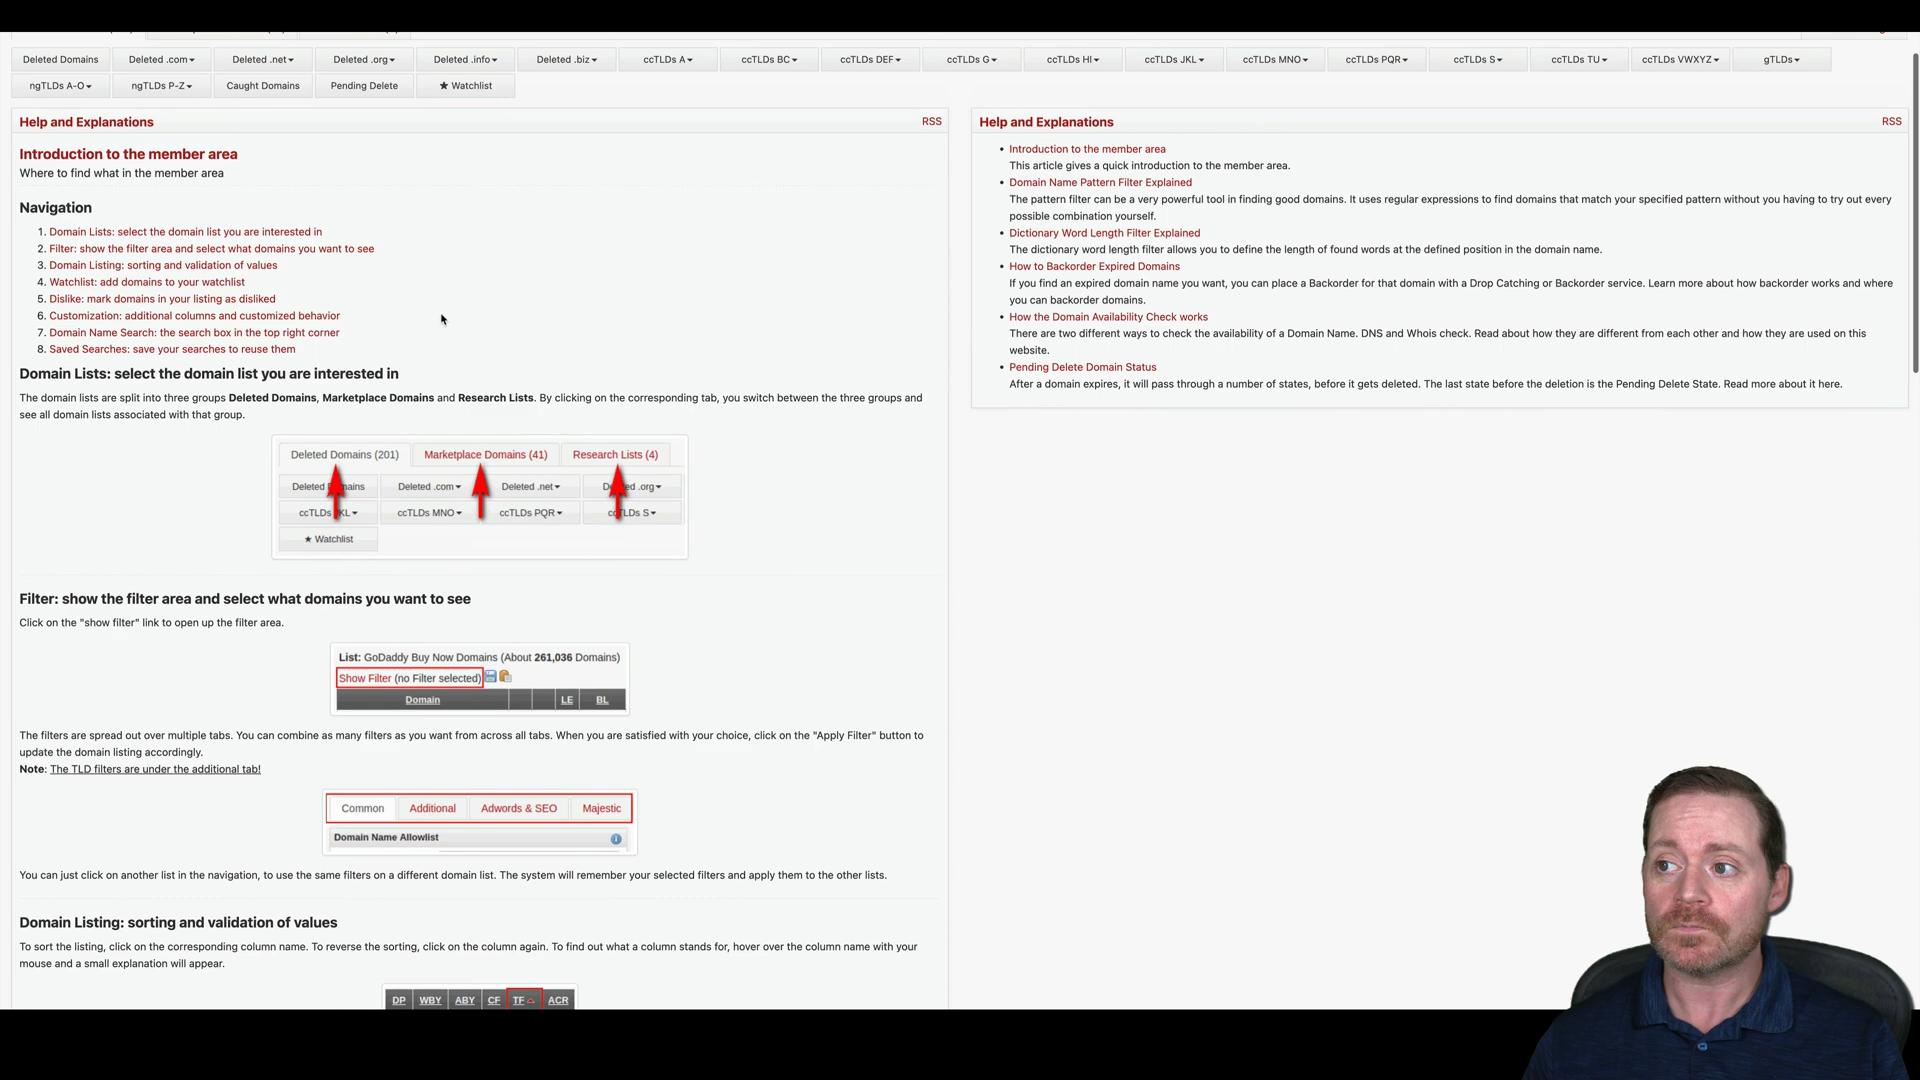 Deleted Domains Deleted .com Deleted .net Deleted .org Deleted .info Deleted .biz ccTLDs A ccTLDs BC ccTLDs DEF ccTLDs G ccTLDs HI ccTLDs JKL ccTLDs MNO ccTLDs PQR ccTLDs S ccTLDs TU ccTLDs VWXYZ gTLDs
ngTLDs A-O ngTLDs P-Z Caught Domains Pending Delete ★ Watchlist
Help and Explanations RSS
Introduction to the member area
Where to find what in the member area
Navigation
1. Domain Lists: select the domain list you are interested in
2. Filter: show the filter area and select what domains you want to see
3. Domain Listing: sorting and validation of values
4. Watchlist: add domains to your watchlist
5. Dislike: mark domains in your listing as disliked
6. Customization: additional columns and customized behavior
7. Domain Name Search: the search box in the top right corner
8. Saved Searches: save your searches to reuse them
Domain Lists: select the domain list you are interested in
The domain lists are split into three groups Deleted Domains, Marketplace Domains and Research Lists. By clicking on the corresponding tab, you switch between the three groups and
see all domain lists associated with that group.
Deleted Domains (201) Marketplace Domains (41) Research Lists (4)
Deleted Deleted .com Deleted .net .org
ccTLDs MNO ccTLDs PQR S
★ Watchlist
Filter: show the filter area and select what domains you want to see
Click on the "show filter" link to open up the filter area.
List: GoDaddy Buy Now Domains (About 261,036 Domains)
Show Filter (no Filter selected)
Domain LE BL
The filters are spread out over multiple tabs. You can combine as many filters as you want from across all tabs. When you are satisfied with your choice, click on the "Apply Filter" button to
update the domain listing accordingly.
Note: The TLD filters are under the additional tab!
Common Additional Adwords & SEO Majestic
Domain Name Allowlist
You can just click on another list in the navigation, to use the same filters on a different domain list. The system will remember your selected filters and apply them to the other lists.
Domain Listing: sorting and validation of values
To sort the listing, click on the corresponding column name. To reverse the sorting, click on the column again. To find out what a column stands for, hover over the column name with your
mouse and a small explanation will appear.
DP WBY ABY CF TF ACR
Help and Explanations RSS
• Introduction to the member area
This article gives a quick introduction to the member area.
• Domain Name Pattern Filter Explained
The pattern filter can be a very powerful tool in finding good domains. It uses regular expressions to find domains that match your specified pattern without you having to try out every
possible combination yourself.
• Dictionary Word Length Filter Explained
The dictionary word length filter allows you to define the length of found words at the defined position in the domain name.
• How to Backorder Expired Domains
If you find an expired domain name you want, you can place a Backorder for that domain with a Drop Catching or Backorder service. Learn more about how backorder works and where
you can backorder domains.
• How the Domain Availability Check works
There are two different ways to check the availability of a Domain Name. DNS and Whois check. Read about how they are different from each other and how they are used on this
website.
• Pending Delete Domain Status
After a domain expires, it will pass through a number of states, before it gets deleted. The last state before the deletion is the Pending Delete State. Read more about it here.